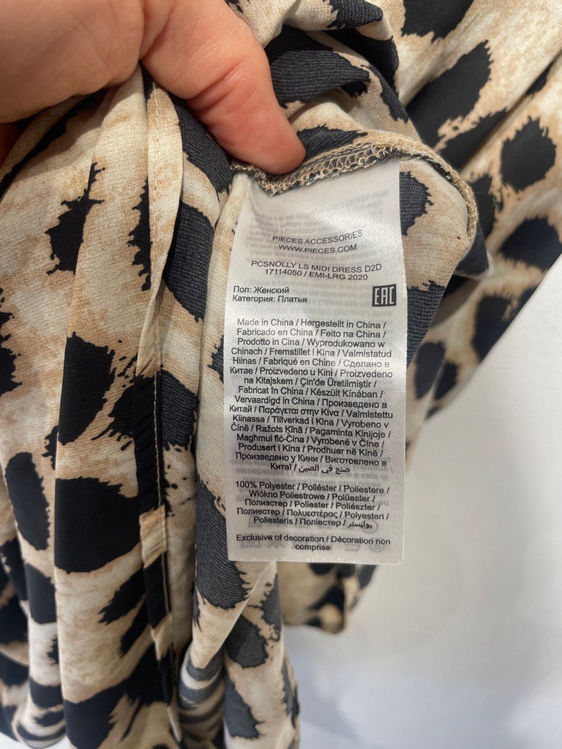 PIECES ACCESSORIES
WWW.PIECES.COM
PCSNOLLY LS MIDI DRESS D2D
17114050 / EMI-LRG 2020
Пол: Женский
Категория: Платья
EAC
Made in China / Hergestellt in China /
Fabricado en China / Feito na China /
Prodotto in Cina / Wyprodukowano w
Chinach / Fremstillet i Kina / Valmistatud
Hiinas / Fabriqué en Chine / Сделано в
Китае / Proizvedeno u Kini / Proizvedeno
na Kitajskem / Çin'de Üretilmiştir /
Fabricat în China / Készült Kínában /
Vervaardigd in China / Произведено в
Китай / Παράγεται στην Κίνα / Valmistettu
Kiinassa / Tillverkad i Kina / Vyrobeno v
Číně / Ražots Ķīnā / Pagaminta Kinijoje /
Magħmul fiċ-Ċina / Vyrobené v Číne /
Produsert i Kina / Prodhuar në Kinë /
Произведено у Кини / Виготовлено в
Китаї / صنع في الصين
100% Polyester / Poliéster / Poliestere /
Włókno Poliestrowe / Polüester /
Полиэстер / Poliester / Poliészter /
Полиестер / Πολυεστέρας / Polyesteri /
Poliesteris / Поліестер / بوليستر
Exclusive of decoration / Décoration non
comprise